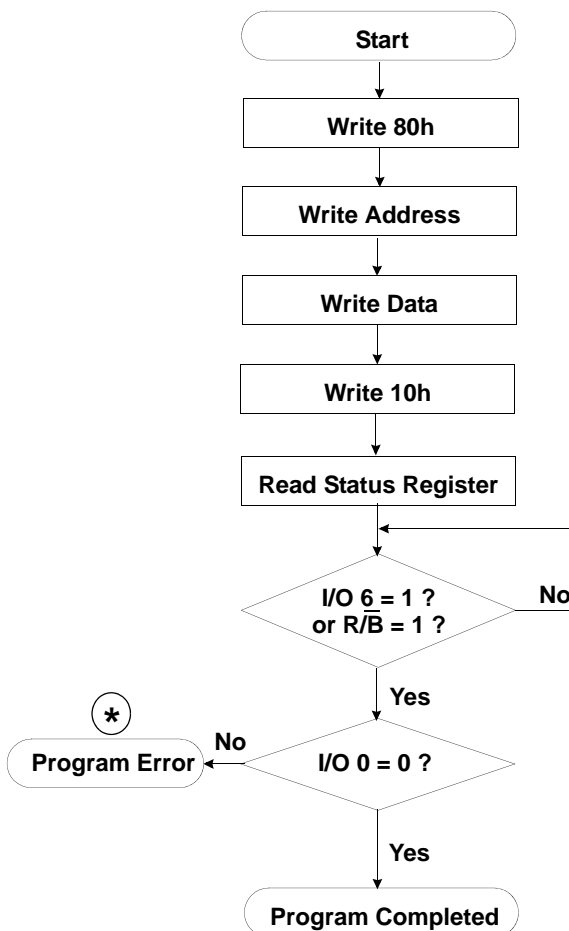 Start
Write 80h
Write Address
Write Data
Write 10h
Read Status Register
I/O 6 = 1 ?
or R/B̅ = 1 ?
No
Yes
*
No
Program Error
I/O 0 = 0 ?
Yes
Program Completed